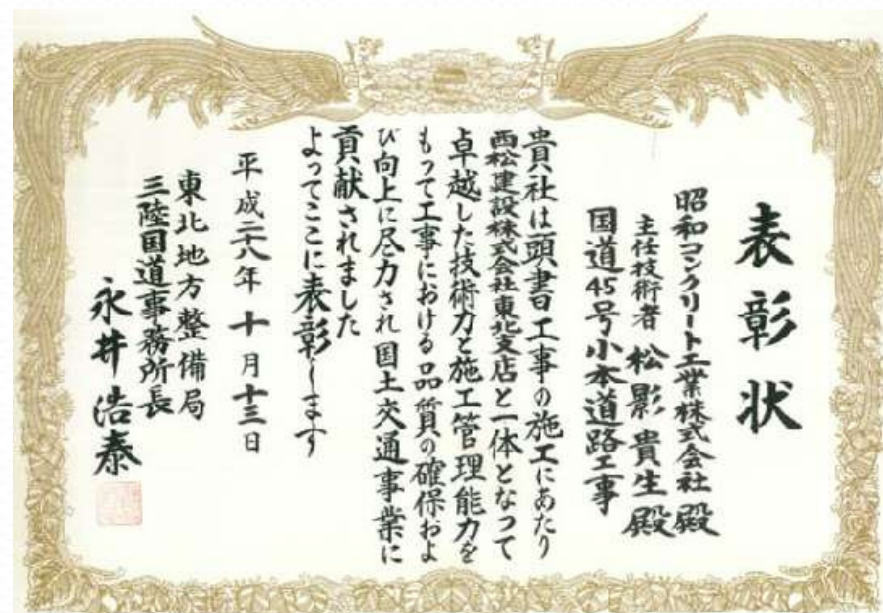 表彰状
昭和コンクリート工業株式会社殿
主任技術者 松影貴生殿
国道45号小本道路工事
貴社は頭書工事の施工にあたり
西松建設株式会社東北支店と一体となって
卓越した技術力と施工管理能力を
もって工事における品質の確保およ
び向上に尽力され国土交通事業に
貢献されました
よってここに表彰します
平成二十八年十月十三日
東北地方整備局
三陸国道事務所長
永井浩泰